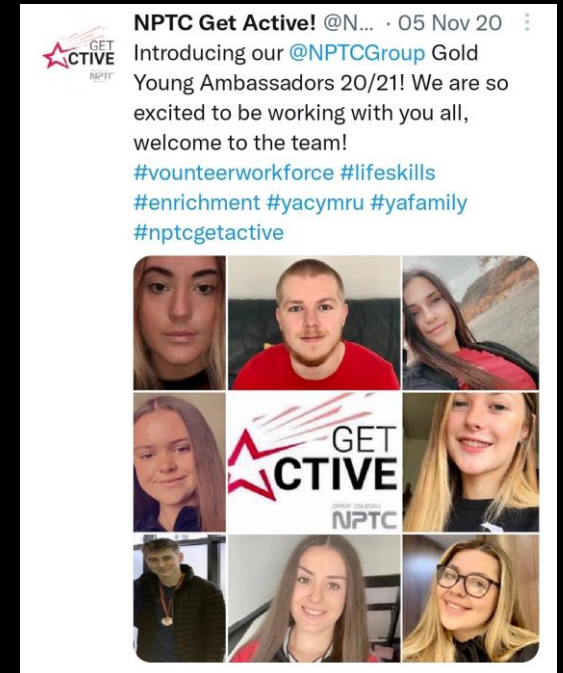 NPTC Get Active! @N... · 05 Nov 20
GET
ACTIVE
NPTC
Introducing our @NPTCGroup Gold
Young Ambassadors 20/21! We are so
excited to be working with you all,
welcome to the team!
#vounteerworkforce #lifeskills
#enrichment #yacymru #yafamily
#nptcgetactive
GET
CTIVE
NPTC